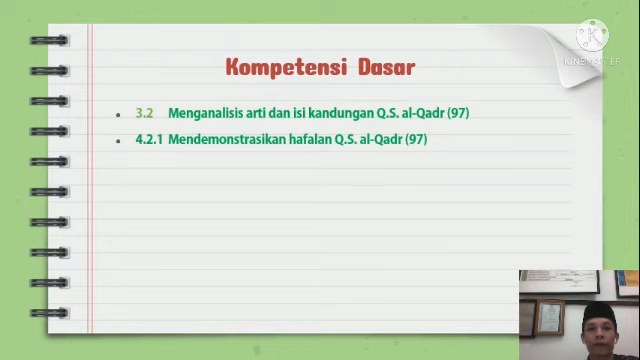 Kompetensi Dasar
3.2 Menganalisis arti dan isi kandungan Q.S. al-Qadr (97)
4.2.1 Mendemonstrasikan hafalan Q.S. al-Qadr (97)
KINEMASTER